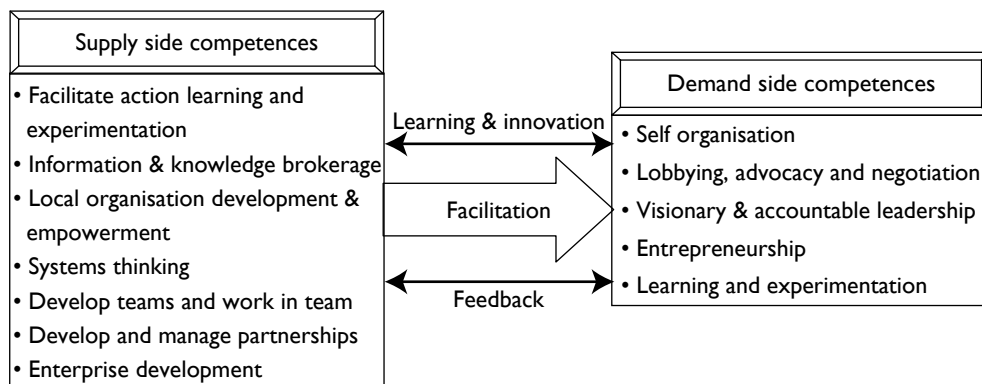 Supply side competences
• Facilitate action learning and
experimentation
• Information & knowledge brokerage
• Local organisation development &
empowerment
• Systems thinking
• Develop teams and work in team
• Develop and manage partnerships
• Enterprise development
Learning & innovation
Facilitation
Feedback
Demand side competences
• Self organisation
• Lobbying, advocacy and negotiation
• Visionary & accountable leadership
• Entrepreneurship
• Learning and experimentation